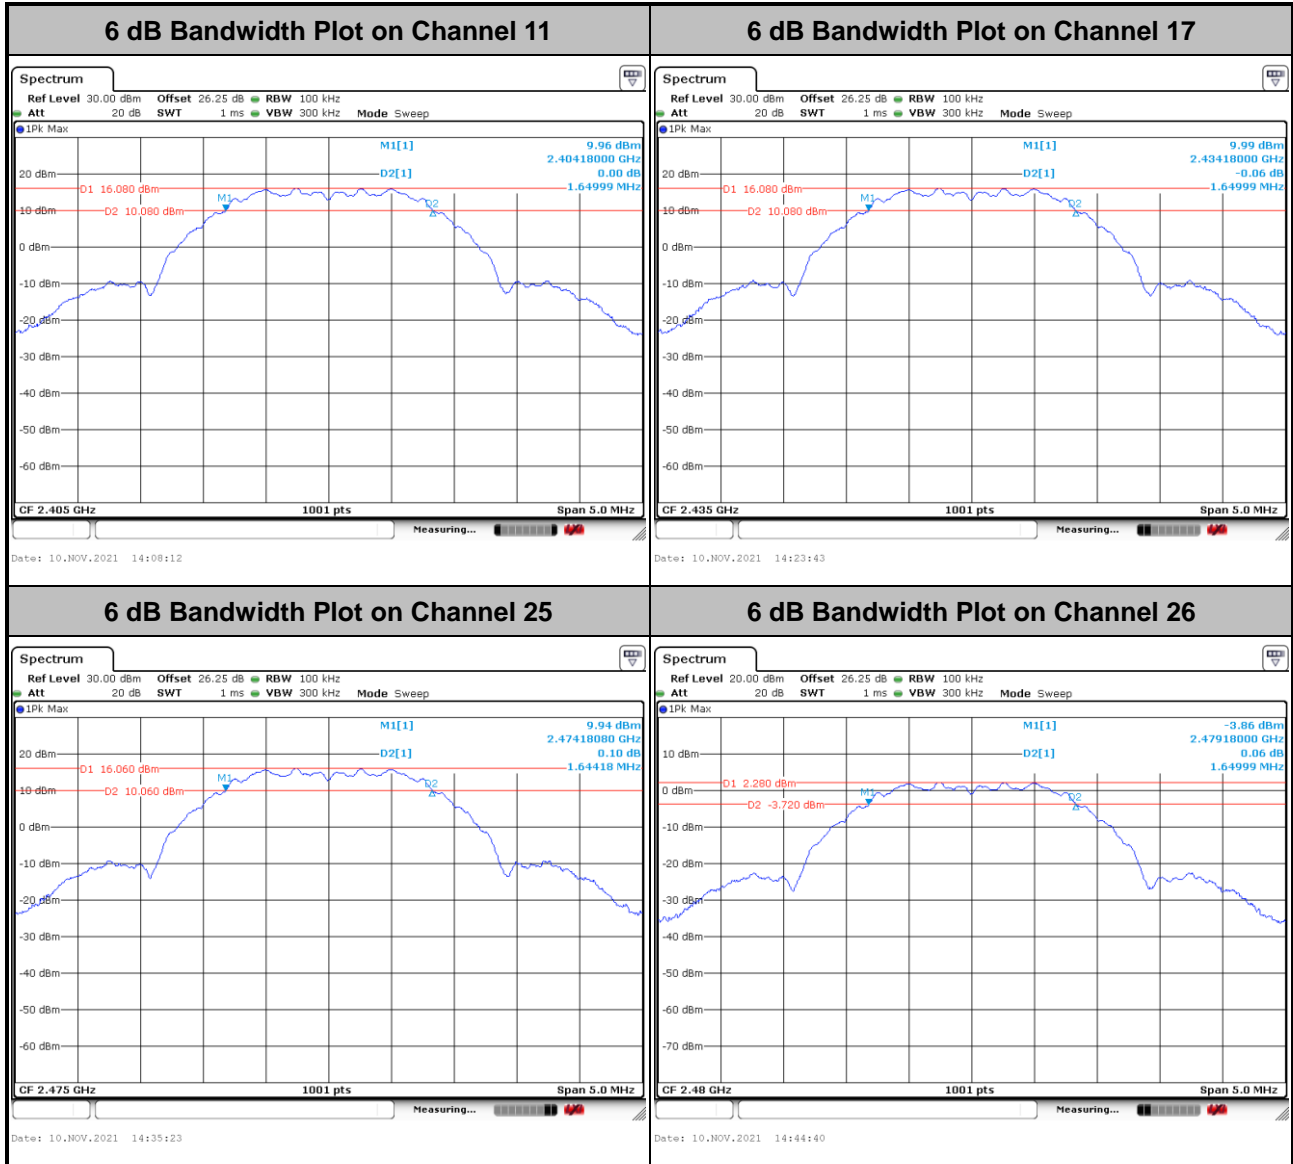 6 dB Bandwidth Plot on Channel 11
Spectrum
Ref Level 30.00 dBm Offset 26.25 dB RBW 100 kHz
Att 20 dB SWT 1 ms VBW 300 kHz Mode Sweep
1Pk Max
M1[1] 9.96 dBm
2.40418000 GHz
20 dBm D2[1] 0.00 dB
D1 16.080 dBm 1.64999 MHz
M1 D2
10 dBm D2 10.080 dBm
0 dBm
-10 dBm
-20 dBm
-30 dBm
-40 dBm
-50 dBm
-60 dBm
CF 2.405 GHz 1001 pts Span 5.0 MHz
Measuring...
Date: 10.NOV.2021 14:08:12
6 dB Bandwidth Plot on Channel 17
Spectrum
Ref Level 30.00 dBm Offset 26.25 dB RBW 100 kHz
Att 20 dB SWT 1 ms VBW 300 kHz Mode Sweep
1Pk Max
M1[1] 9.99 dBm
2.43418000 GHz
20 dBm D2[1] -0.06 dB
D1 16.080 dBm 1.64999 MHz
M1 D2
10 dBm D2 10.080 dBm
0 dBm
-10 dBm
-20 dBm
-30 dBm
-40 dBm
-50 dBm
-60 dBm
CF 2.435 GHz 1001 pts Span 5.0 MHz
Measuring...
Date: 10.NOV.2021 14:23:43
6 dB Bandwidth Plot on Channel 25
Spectrum
Ref Level 30.00 dBm Offset 26.25 dB RBW 100 kHz
Att 20 dB SWT 1 ms VBW 300 kHz Mode Sweep
1Pk Max
M1[1] 9.94 dBm
2.47418080 GHz
20 dBm D2[1] 0.10 dB
D1 16.060 dBm 1.64418 MHz
M1 D2
10 dBm D2 10.060 dBm
0 dBm
-10 dBm
-20 dBm
-30 dBm
-40 dBm
-50 dBm
-60 dBm
CF 2.475 GHz 1001 pts Span 5.0 MHz
Measuring...
Date: 10.NOV.2021 14:35:23
6 dB Bandwidth Plot on Channel 26
Spectrum
Ref Level 20.00 dBm Offset 26.25 dB RBW 100 kHz
Att 20 dB SWT 1 ms VBW 300 kHz Mode Sweep
1Pk Max
M1[1] -3.86 dBm
2.47918000 GHz
10 dBm D2[1] 0.06 dB
1.64999 MHz
D1 2.280 dBm
0 dBm M1 D2
D2 -3.720 dBm
-10 dBm
-20 dBm
-30 dBm
-40 dBm
-50 dBm
-60 dBm
-70 dBm
CF 2.48 GHz 1001 pts Span 5.0 MHz
Measuring...
Date: 10.NOV.2021 14:44:40